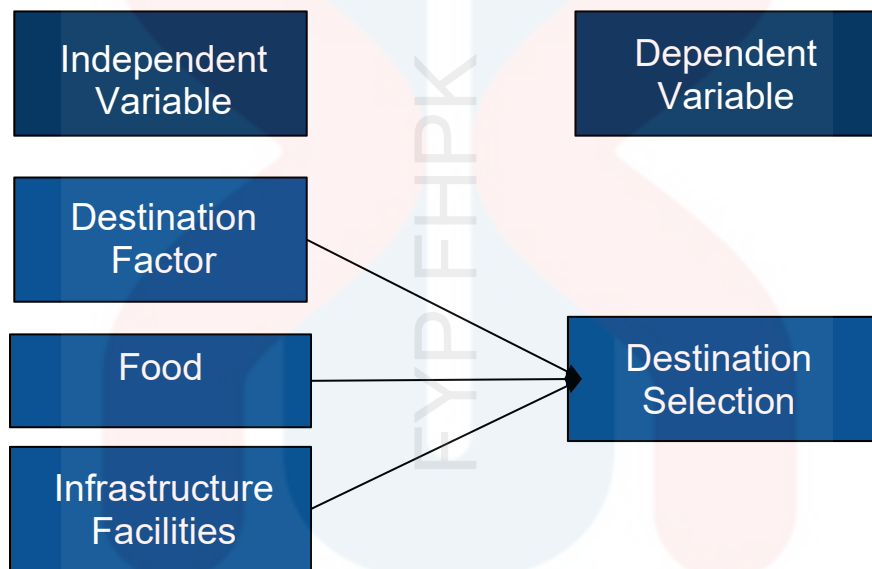 Independent
Variable
Dependent
Variable
Destination
Factor
Food
Infrastructure
Facilities
Destination
Selection
FYP FHPK